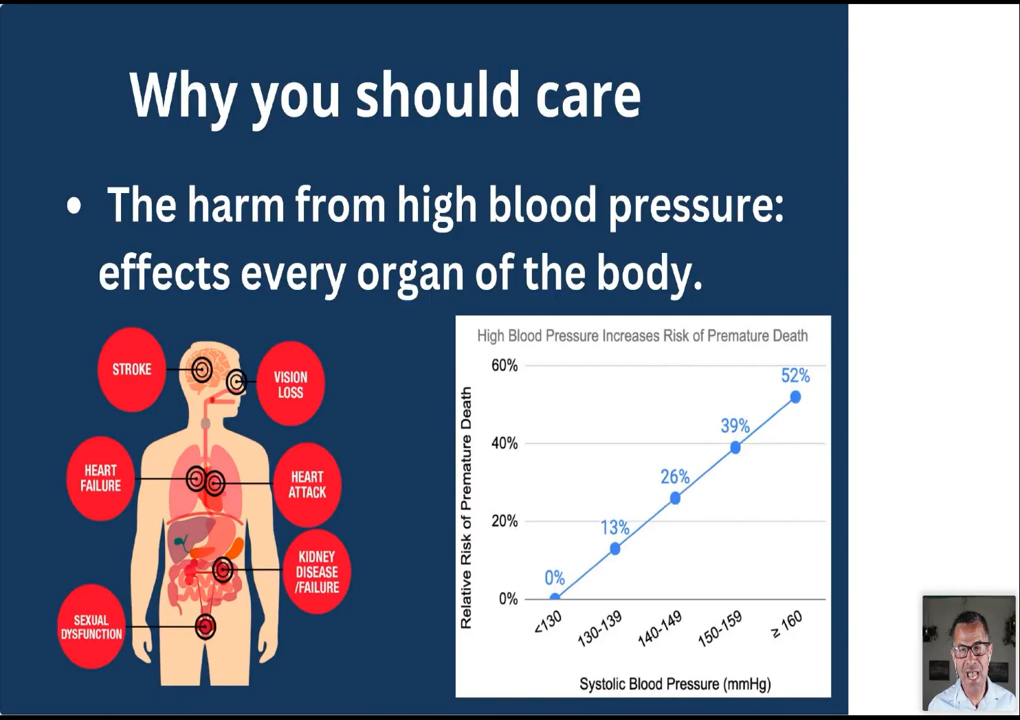 Why you should care
• The harm from high blood pressure:
effects every organ of the body.
STROKE
VISION
LOSS
HEART
FAILURE
HEART
ATTACK
KIDNEY
DISEASE
/FAILURE
SEXUAL
DYSFUNCTION
High Blood Pressure Increases Risk of Premature Death
Relative Risk of Premature Death
60%
40%
20%
0%
0%
13%
26%
39%
52%
<130
130-139
140-149
150-159
≥ 160
Systolic Blood Pressure (mmHg)